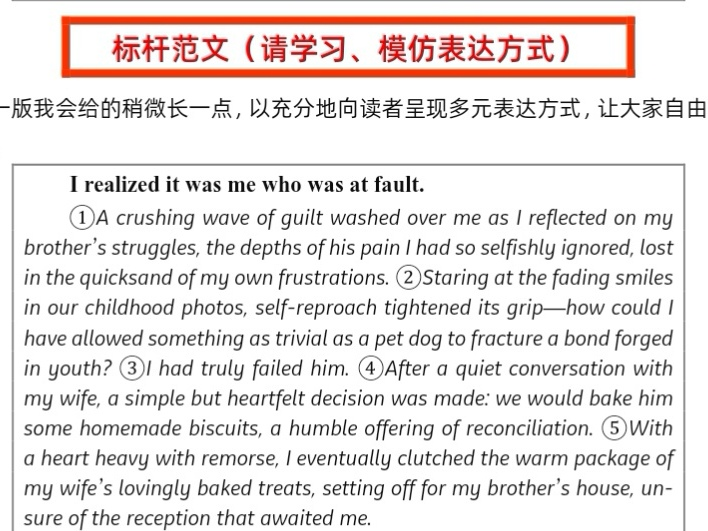 标杆范文（请学习、模仿表达方式）
一版我会给的稍微长一点，以充分地向读者呈现多元表达方式，让大家自由
I realized it was me who was at fault.
①A crushing wave of guilt washed over me as I reflected on my
brother's struggles, the depths of his pain I had so selfishly ignored, lost
in the quicksand of my own frustrations. ②Staring at the fading smiles
in our childhood photos, self-reproach tightened its grip—how could I
have allowed something as trivial as a pet dog to fracture a bond forged
in youth? ③I had truly failed him. ④After a quiet conversation with
my wife, a simple but heartfelt decision was made: we would bake him
some homemade biscuits, a humble offering of reconciliation. ⑤With
a heart heavy with remorse, I eventually clutched the warm package of
my wife's lovingly baked treats, setting off for my brother's house, un-
sure of the reception that awaited me.